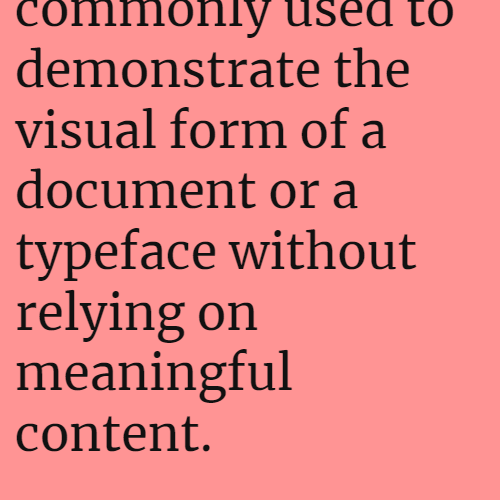 commonly used to
demonstrate the
visual form of a
document or a
typeface without
relying on
meaningful
content.